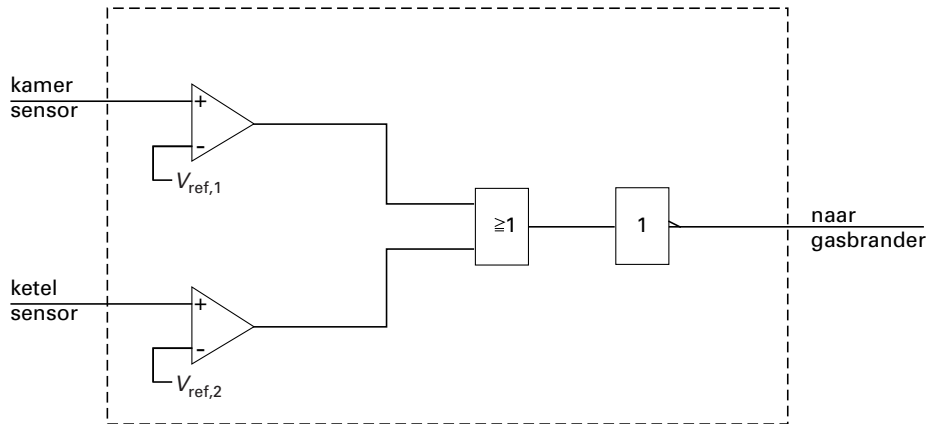 kamer
sensor
+
-
Vref,1
≧1
1
naar
gasbrander
ketel
sensor
+
-
Vref,2